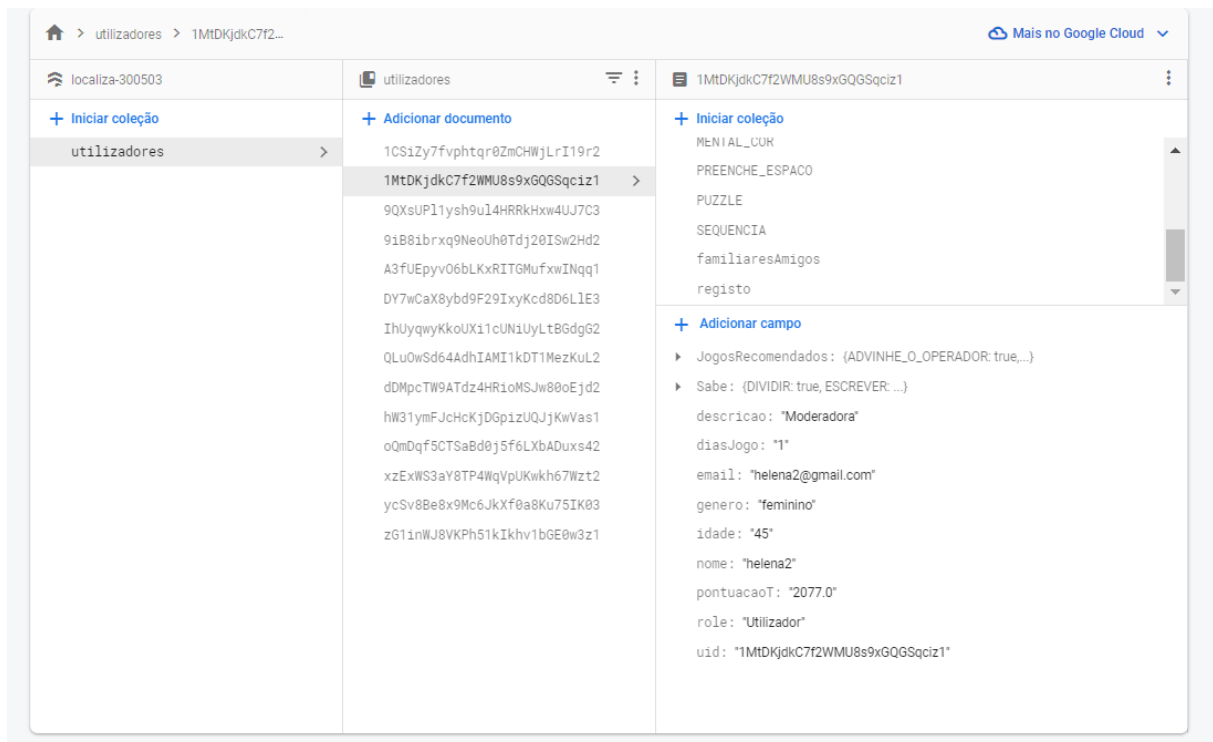 utilizadores > 1MtDKjdkC7f2...
Mais no Google Cloud
localiza-300503
utilizadores
1MtDKjdkC7f2WMU8s9xGQGSqciz1
+ Iniciar coleção
utilizadores
+ Adicionar documento
1CSiZy7fvphtqr0ZmCHWjLrI19r2
1MtDKjdkC7f2WMU8s9xGQGSqciz1
9QXsUPl1ysh9ul4HRRkHxw4UJ7C3
9iB8ibrxq9NeoUh0Tdj20ISw2Hd2
A3fUEpyvO6bLKxRITGMufxwINqq1
DY7wCaX8ybd9F29IxyKcd8D6LlE3
IhUyqwyKkoUXi1cUNiUyLtBGdgG2
QLuOwSd64AdhIAMI1kDT1MezKuL2
dDMpcTW9ATdz4HRioMSJw80oEjd2
hW31ymFJcHcKjDGpizUQJjKwVas1
oQmDqf5CTSaBd0j5f6LXbADuxs42
xzExWS3aY8TP4WqVpUKwkh67Wzt2
ycSv8Be8x9Mc6JkXf0a8Ku75IK03
zG1inWJ8VKPh51kIkhv1bGE0w3z1
+ Iniciar coleção
MENTAL_COR
PREENCHE_ESPACO
PUZZLE
SEQUENCIA
familiaresAmigos
registo
+ Adicionar campo
JogosRecomendados: {ADVINHE_O_OPERADOR: true,...}
Sabe: {DIVIDIR: true, ESCREVER: ...}
descricao: "Moderadora"
diasJogo: "1"
email: "helena2@gmail.com"
genero: "feminino"
idade: "45"
nome: "helena2"
pontuacaoT: "2077.0"
role: "Utilizador"
uid: "1MtDKjdkC7f2WMU8s9xGQGSqciz1"